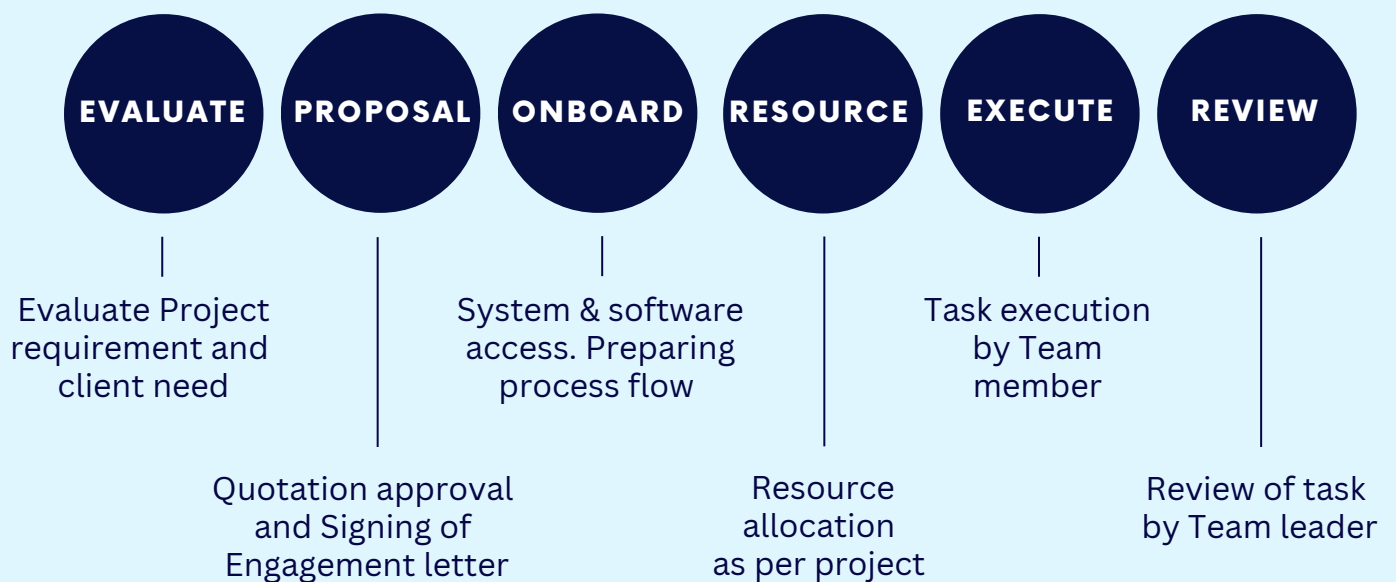 EVALUATE
PROPOSAL
ONBOARD
RESOURCE
EXECUTE
REVIEW
Evaluate Project
requirement and
client need
Quotation approval
and Signing of
Engagement letter
System & software
access. Preparing
process flow
Resource
allocation
as per project
Task execution
by Team
member
Review of task
by Team leader